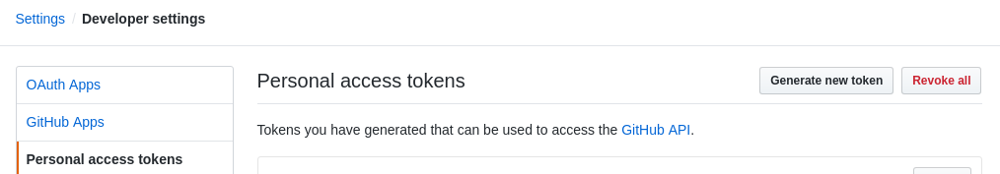 Settings / Developer settings
OAuth Apps
GitHub Apps
Personal access tokens
Personal access tokens
Generate new token
Revoke all
Tokens you have generated that can be used to access the GitHub API.